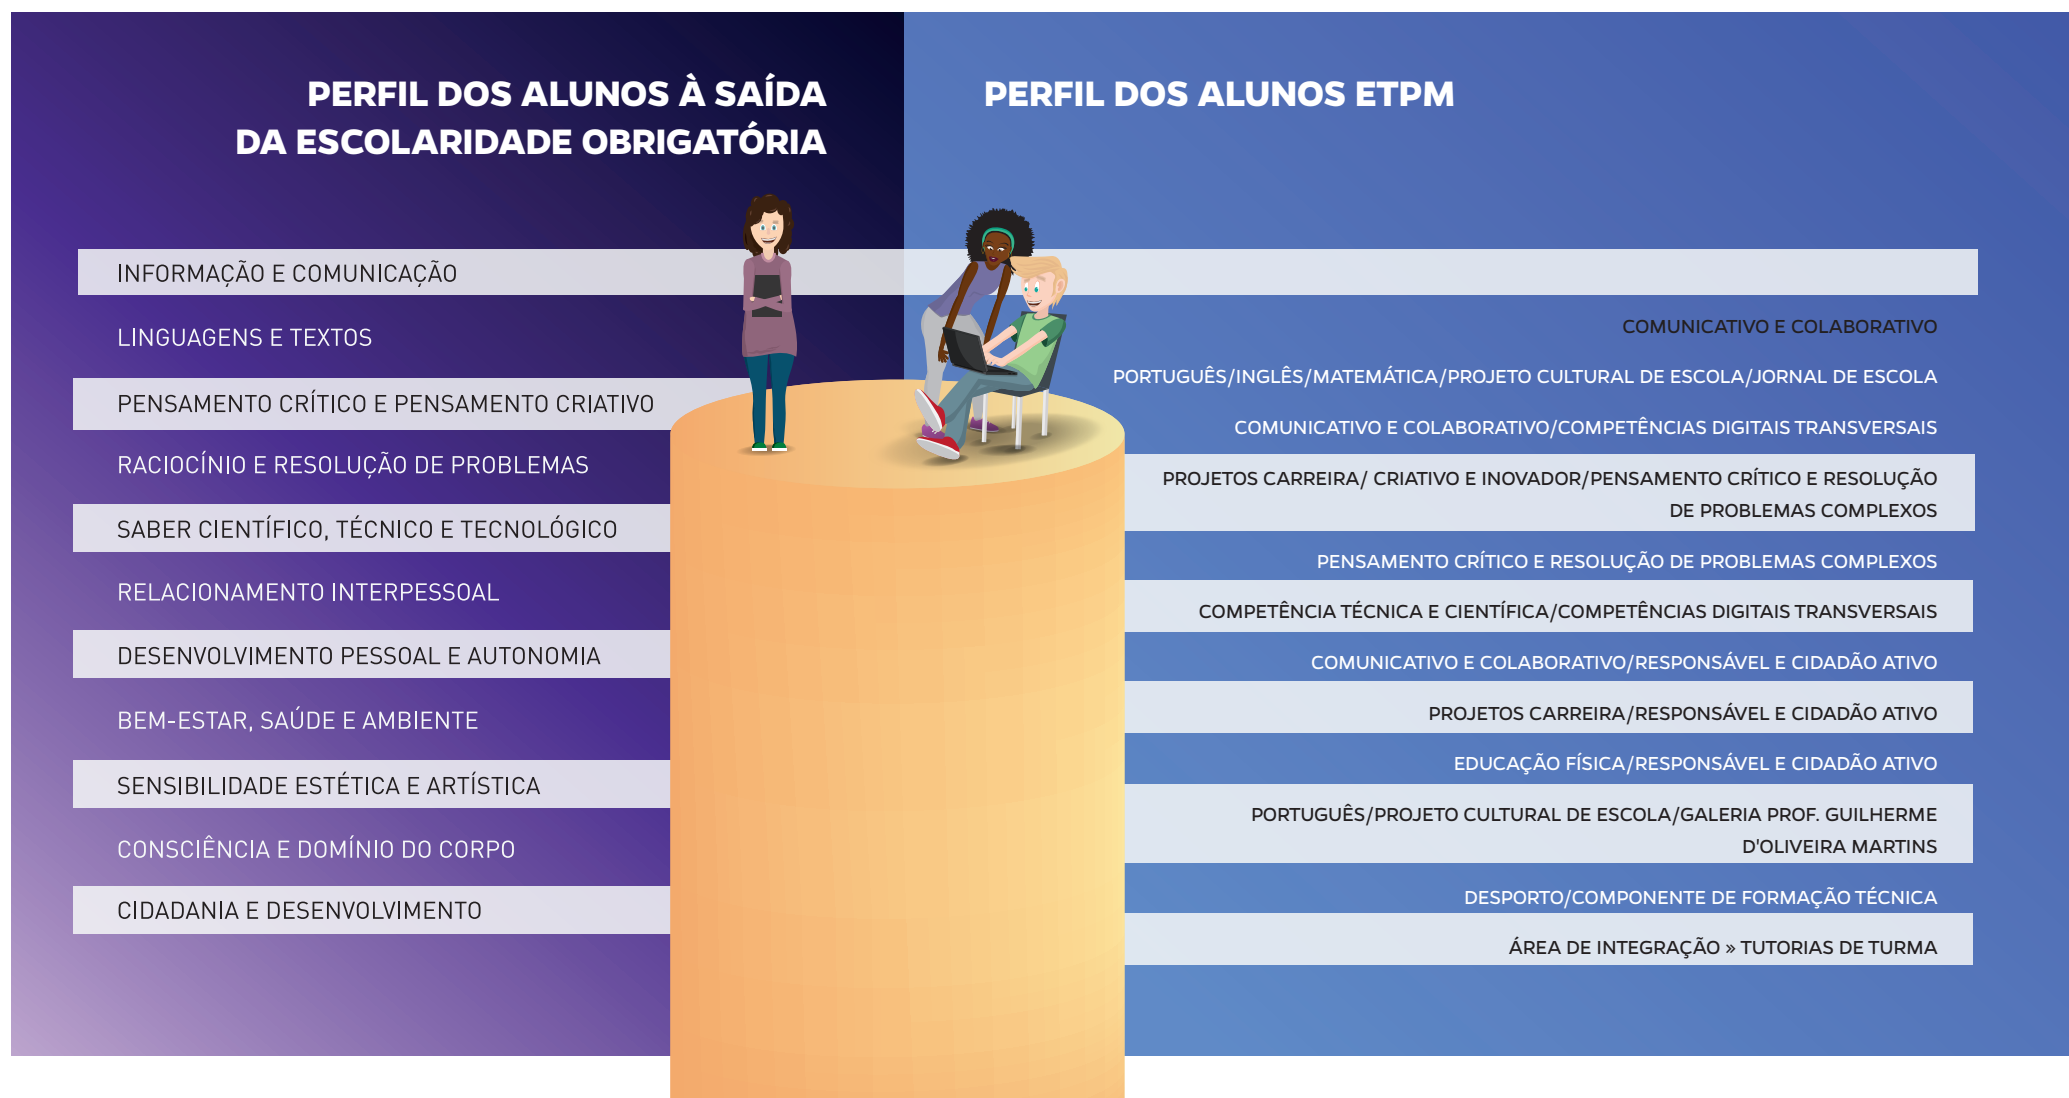 PERFIL DOS ALUNOS À SAÍDA
DA ESCOLARIDADE OBRIGATÓRIA
INFORMAÇÃO E COMUNICAÇÃO
LINGUAGENS E TEXTOS
PENSAMENTO CRÍTICO E PENSAMENTO CRIATIVO
RACIOCÍNIO E RESOLUÇÃO DE PROBLEMAS
SABER CIENTÍFICO, TÉCNICO E TECNOLÓGICO
RELACIONAMENTO INTERPESSOAL
DESENVOLVIMENTO PESSOAL E AUTONOMIA
BEM-ESTAR, SAÚDE E AMBIENTE
SENSIBILIDADE ESTÉTICA E ARTÍSTICA
CONSCIÊNCIA E DOMÍNIO DO CORPO
CIDADANIA E DESENVOLVIMENTO
PERFIL DOS ALUNOS ETPM
COMUNICATIVO E COLABORATIVO
PORTUGUÊS/INGLÊS/MATEMÁTICA/PROJETO CULTURAL DE ESCOLA/JORNAL DE ESCOLA
COMUNICATIVO E COLABORATIVO/COMPETÊNCIAS DIGITAIS TRANSVERSAIS
PROJETOS CARREIRA/ CRIATIVO E INOVADOR/PENSAMENTO CRÍTICO E RESOLUÇÃO
DE PROBLEMAS COMPLEXOS
PENSAMENTO CRÍTICO E RESOLUÇÃO DE PROBLEMAS COMPLEXOS
COMPETÊNCIA TÉCNICA E CIENTÍFICA/COMPETÊNCIAS DIGITAIS TRANSVERSAIS
COMUNICATIVO E COLABORATIVO/RESPONSÁVEL E CIDADÃO ATIVO
PROJETOS CARREIRA/RESPONSÁVEL E CIDADÃO ATIVO
EDUCAÇÃO FÍSICA/RESPONSÁVEL E CIDADÃO ATIVO
PORTUGUÊS/PROJETO CULTURAL DE ESCOLA/GALERIA PROF. GUILHERME
D'OLIVEIRA MARTINS
DESPORTO/COMPONENTE DE FORMAÇÃO TÉCNICA
ÁREA DE INTEGRAÇÃO » TUTORIAS DE TURMA